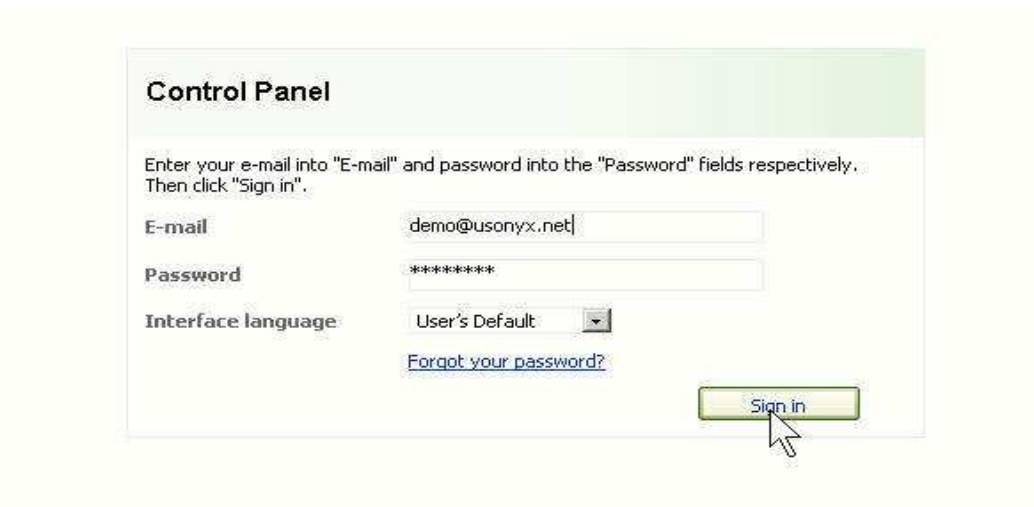 Control Panel
Enter your e-mail into "E-mail" and password into the "Password" fields respectively.
Then click "Sign in".
E-mail
demo@usonyx.net
Password
********
Interface language
User's Default
Forgot your password?
Sign in